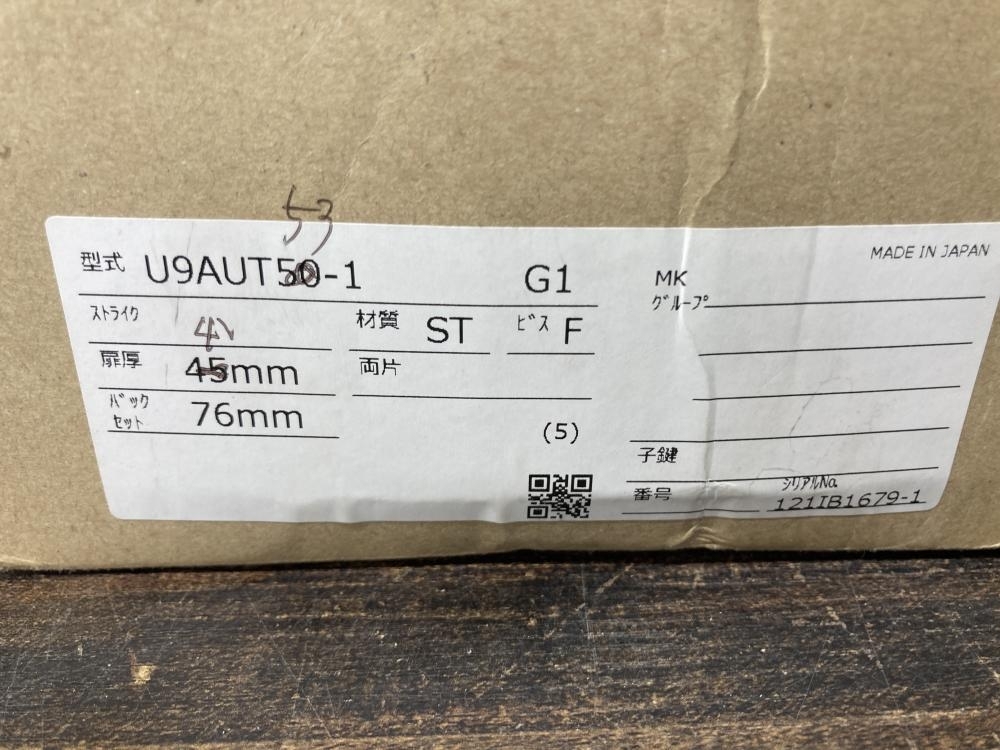 53
型式 U9AUT50-1 G1 MK グループ MADE IN JAPAN
ストライク 材質 ST ビス F
扉厚 45mm 両片
バックセット 76mm
(5)
子鍵
番号 シリアルNo.
121IB1679-1